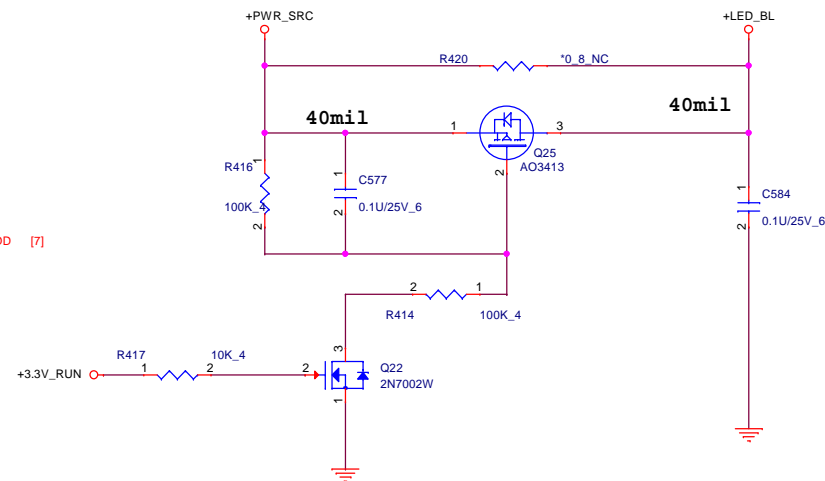 +PWR_SRC
+LED_BL
R420
*0_8_NC
40mil
40mil
1
3
Q25
AO3413
2
R416
1
100K_4
2
1
C577
2
0.1U/25V_6
1
C584
2
0.1U/25V_6
[7]
2
1
R414
100K_4
R417
10K_4
+3.3V_RUN
1
2
2
3
Q22
2N7002W
1